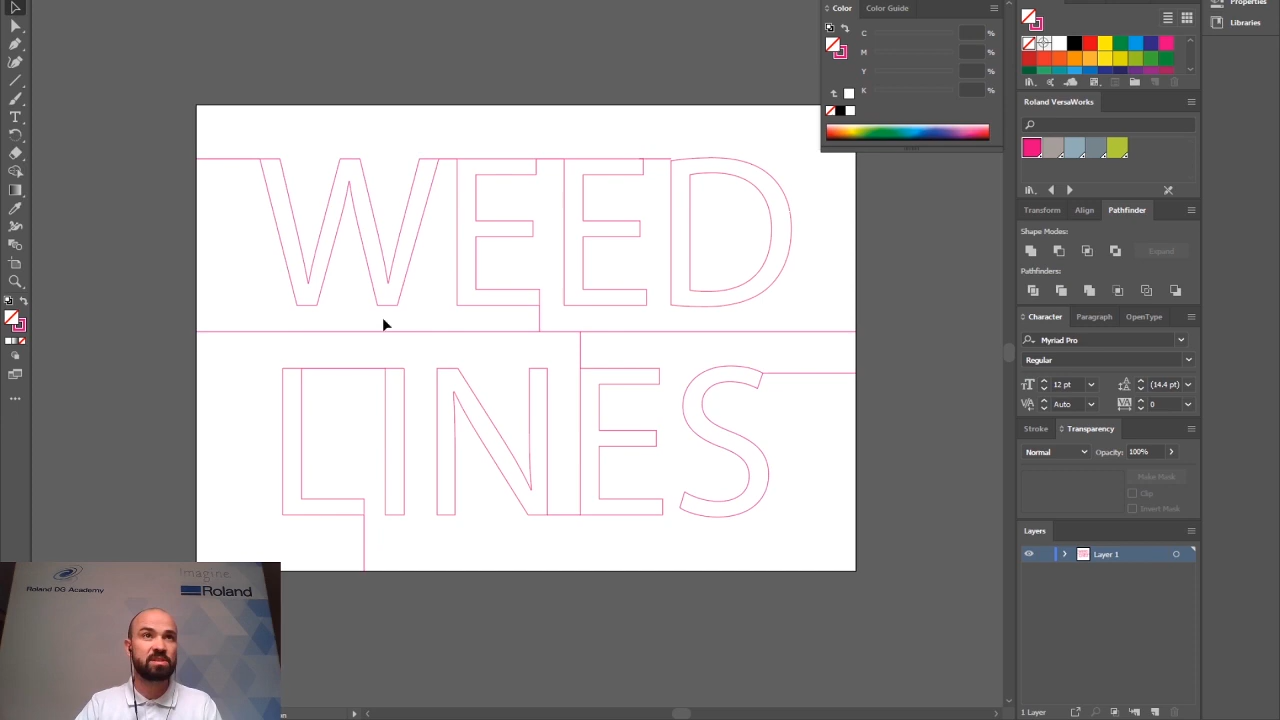 Color
Color Guide
Properties
Libraries
C %
M %
Y %
K %
Roland VersaWorks
Transform Align Pathfinder
Shape Modes:
Expand
Pathfinders:
Character Paragraph OpenType
Myriad Pro
Regular
12 pt (14.4 pt)
Auto 0
Stroke Transparency
Normal Opacity: 100%
Make Mask
Clip
Invert Mask
Layers
Layer 1
1 Layer
WEED
LINES
Roland DG Academy
Imagine.
Roland